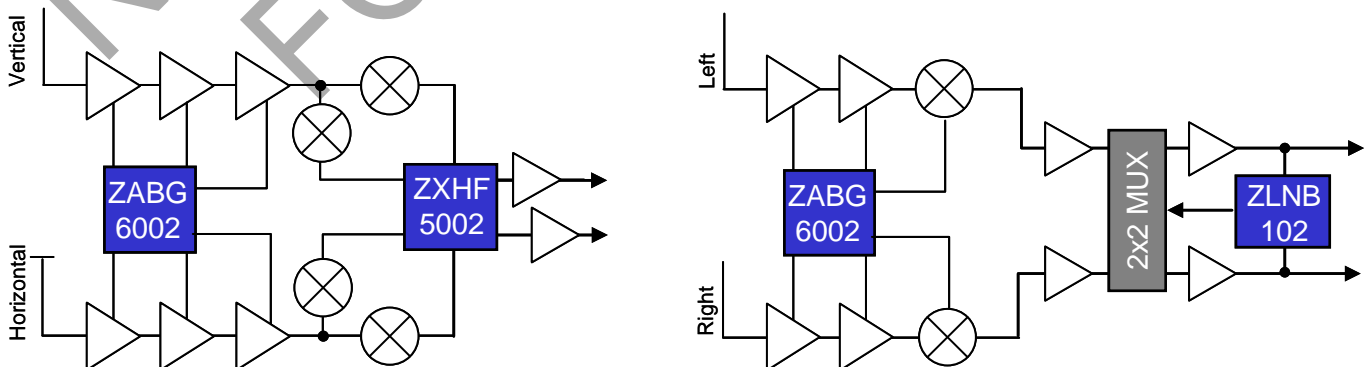 Vertical
Horizontal
ZABG
6002
ZXHF
5002
Left
Right
ZABG
6002
2x2 MUX
ZLNB
102